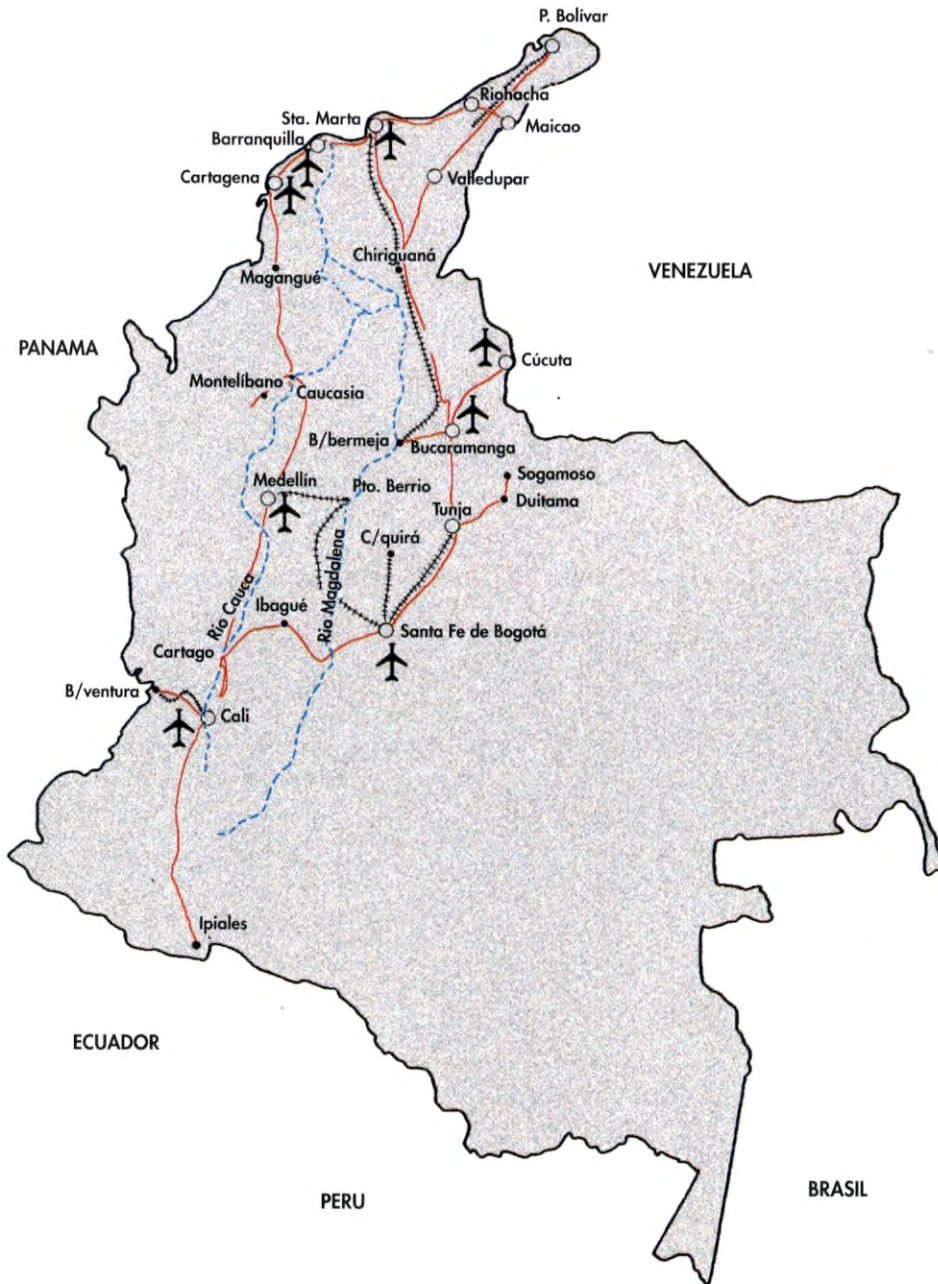 P. Bolívar
Riohacha
Sta. Marta
Maicao
Barranquilla
Cartagena
Valledupar
Chiriguaná
VENEZUELA
Magangué
PANAMA
Cúcuta
Montelíbano
Caucasia
B/bermeja
Bucaramanga
Sogamoso
Medellín
Pto. Berrio
Duitama
Tunja
C/quirá
Rio Magdalena
Rio Cauca
Ibagué
Santa Fe de Bogotá
Cartago
B/ventura
Cali
Ipiales
ECUADOR
PERU
BRASIL